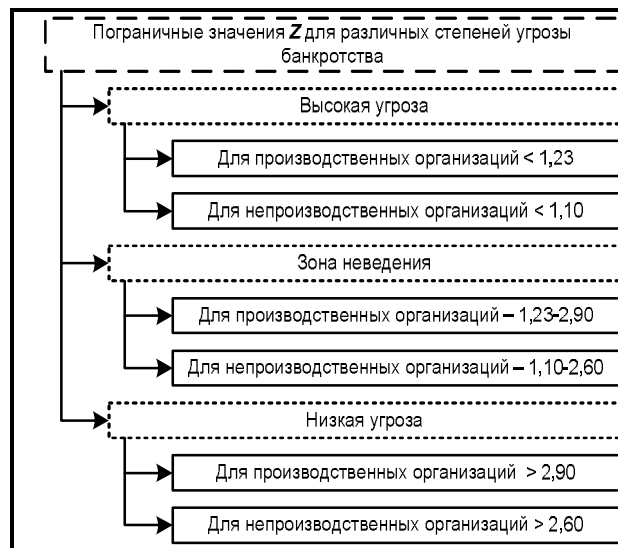 Пограничные значения Z для различных степеней угрозы
банкротства
Высокая угроза
Для производственных организаций < 1,23
Для непроизводственных организаций < 1,10
Зона неведения
Для производственных организаций – 1,23-2,90
Для непроизводственных организаций – 1,10-2,60
Низкая угроза
Для производственных организаций > 2,90
Для непроизводственных организаций > 2,60